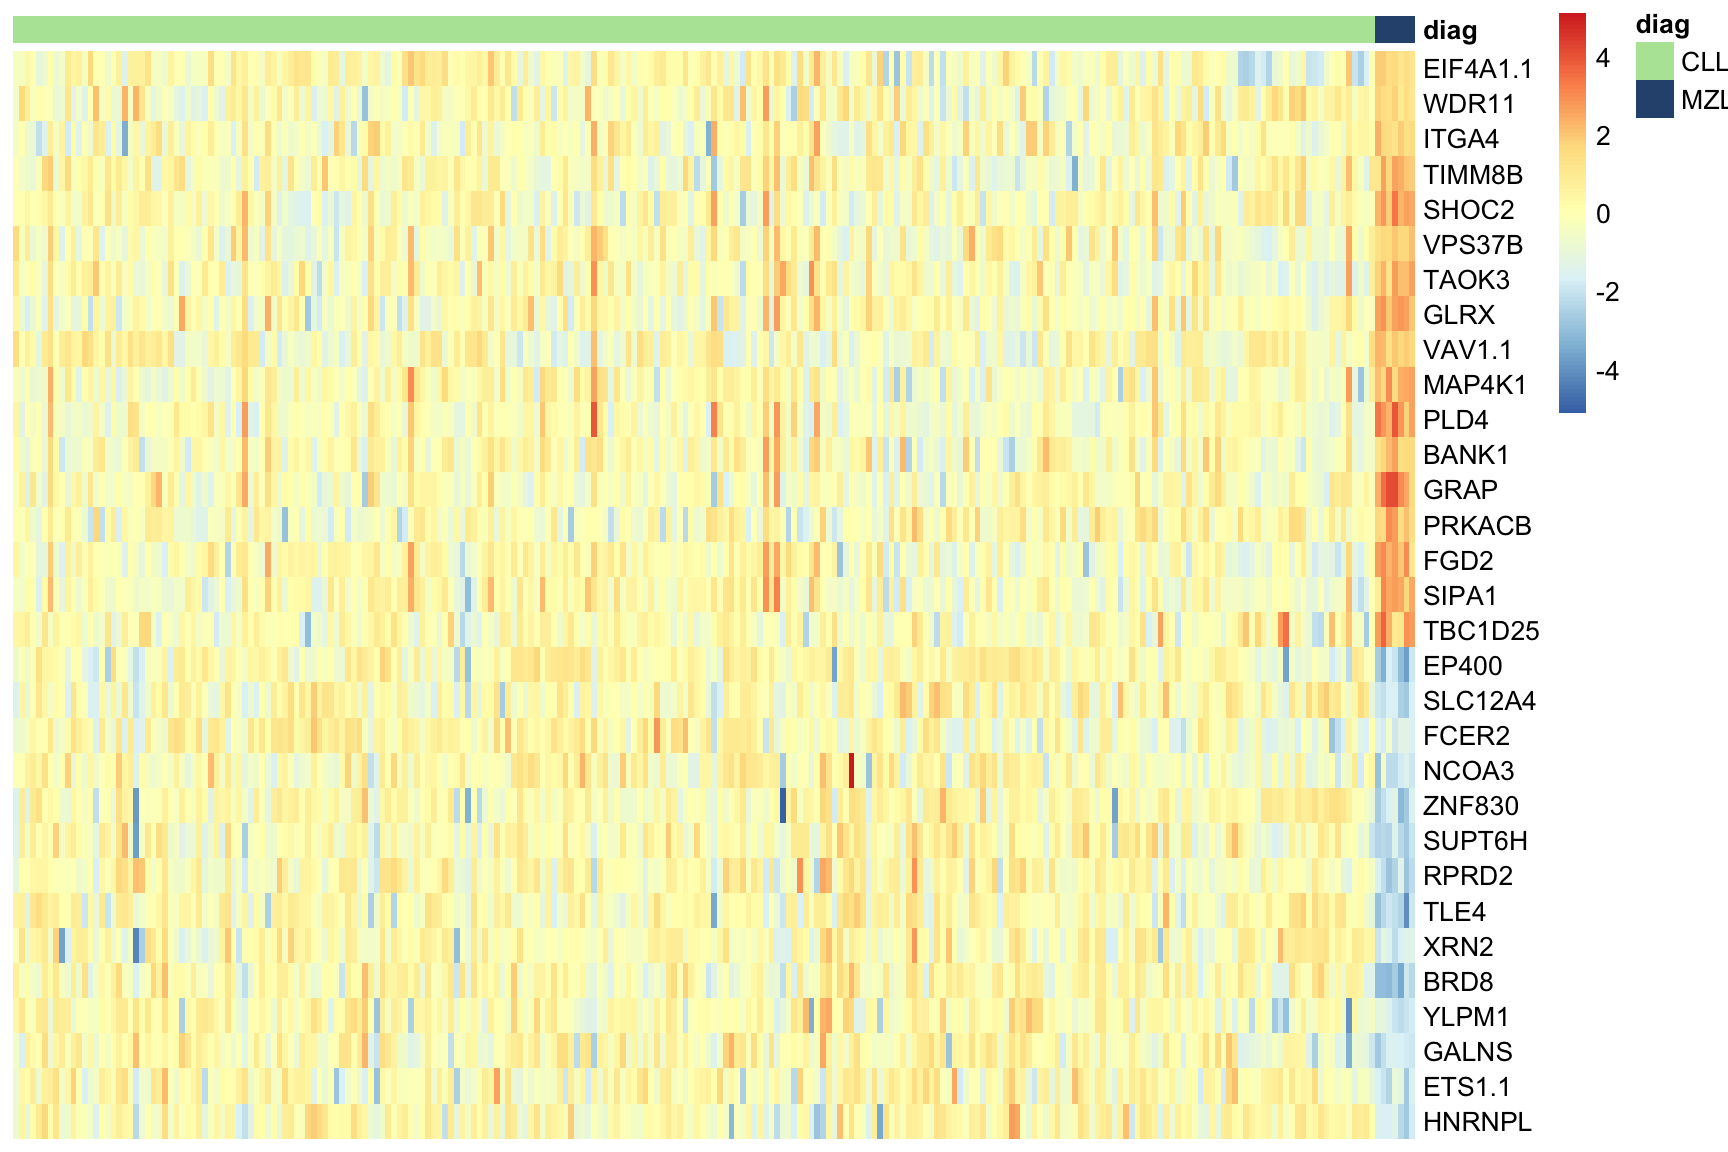 diag
EIF4A1.1
WDR11
ITGA4
TIMM8B
SHOC2
VPS37B
TAOK3
GLRX
VAV1.1
MAP4K1
PLD4
BANK1
GRAP
PRKACB
FGD2
SIPA1
TBC1D25
EP400
SLC12A4
FCER2
NCOA3
ZNF830
SUPT6H
RPRD2
TLE4
XRN2
BRD8
YLPM1
GALNS
ETS1.1
HNRNPL
4
2
0
-2
-4
diag
CLL
MZL